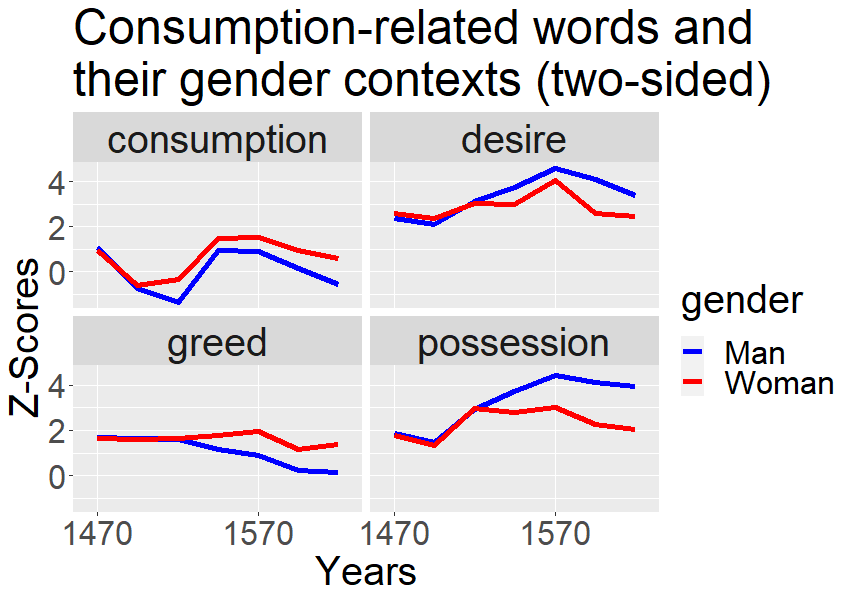 Consumption-related words and
their gender contexts (two-sided)
consumption
desire
4
2
0
greed
possession
4
2
0
Z-Scores
1470
1570
1470
1570
Years
gender
Man
Woman